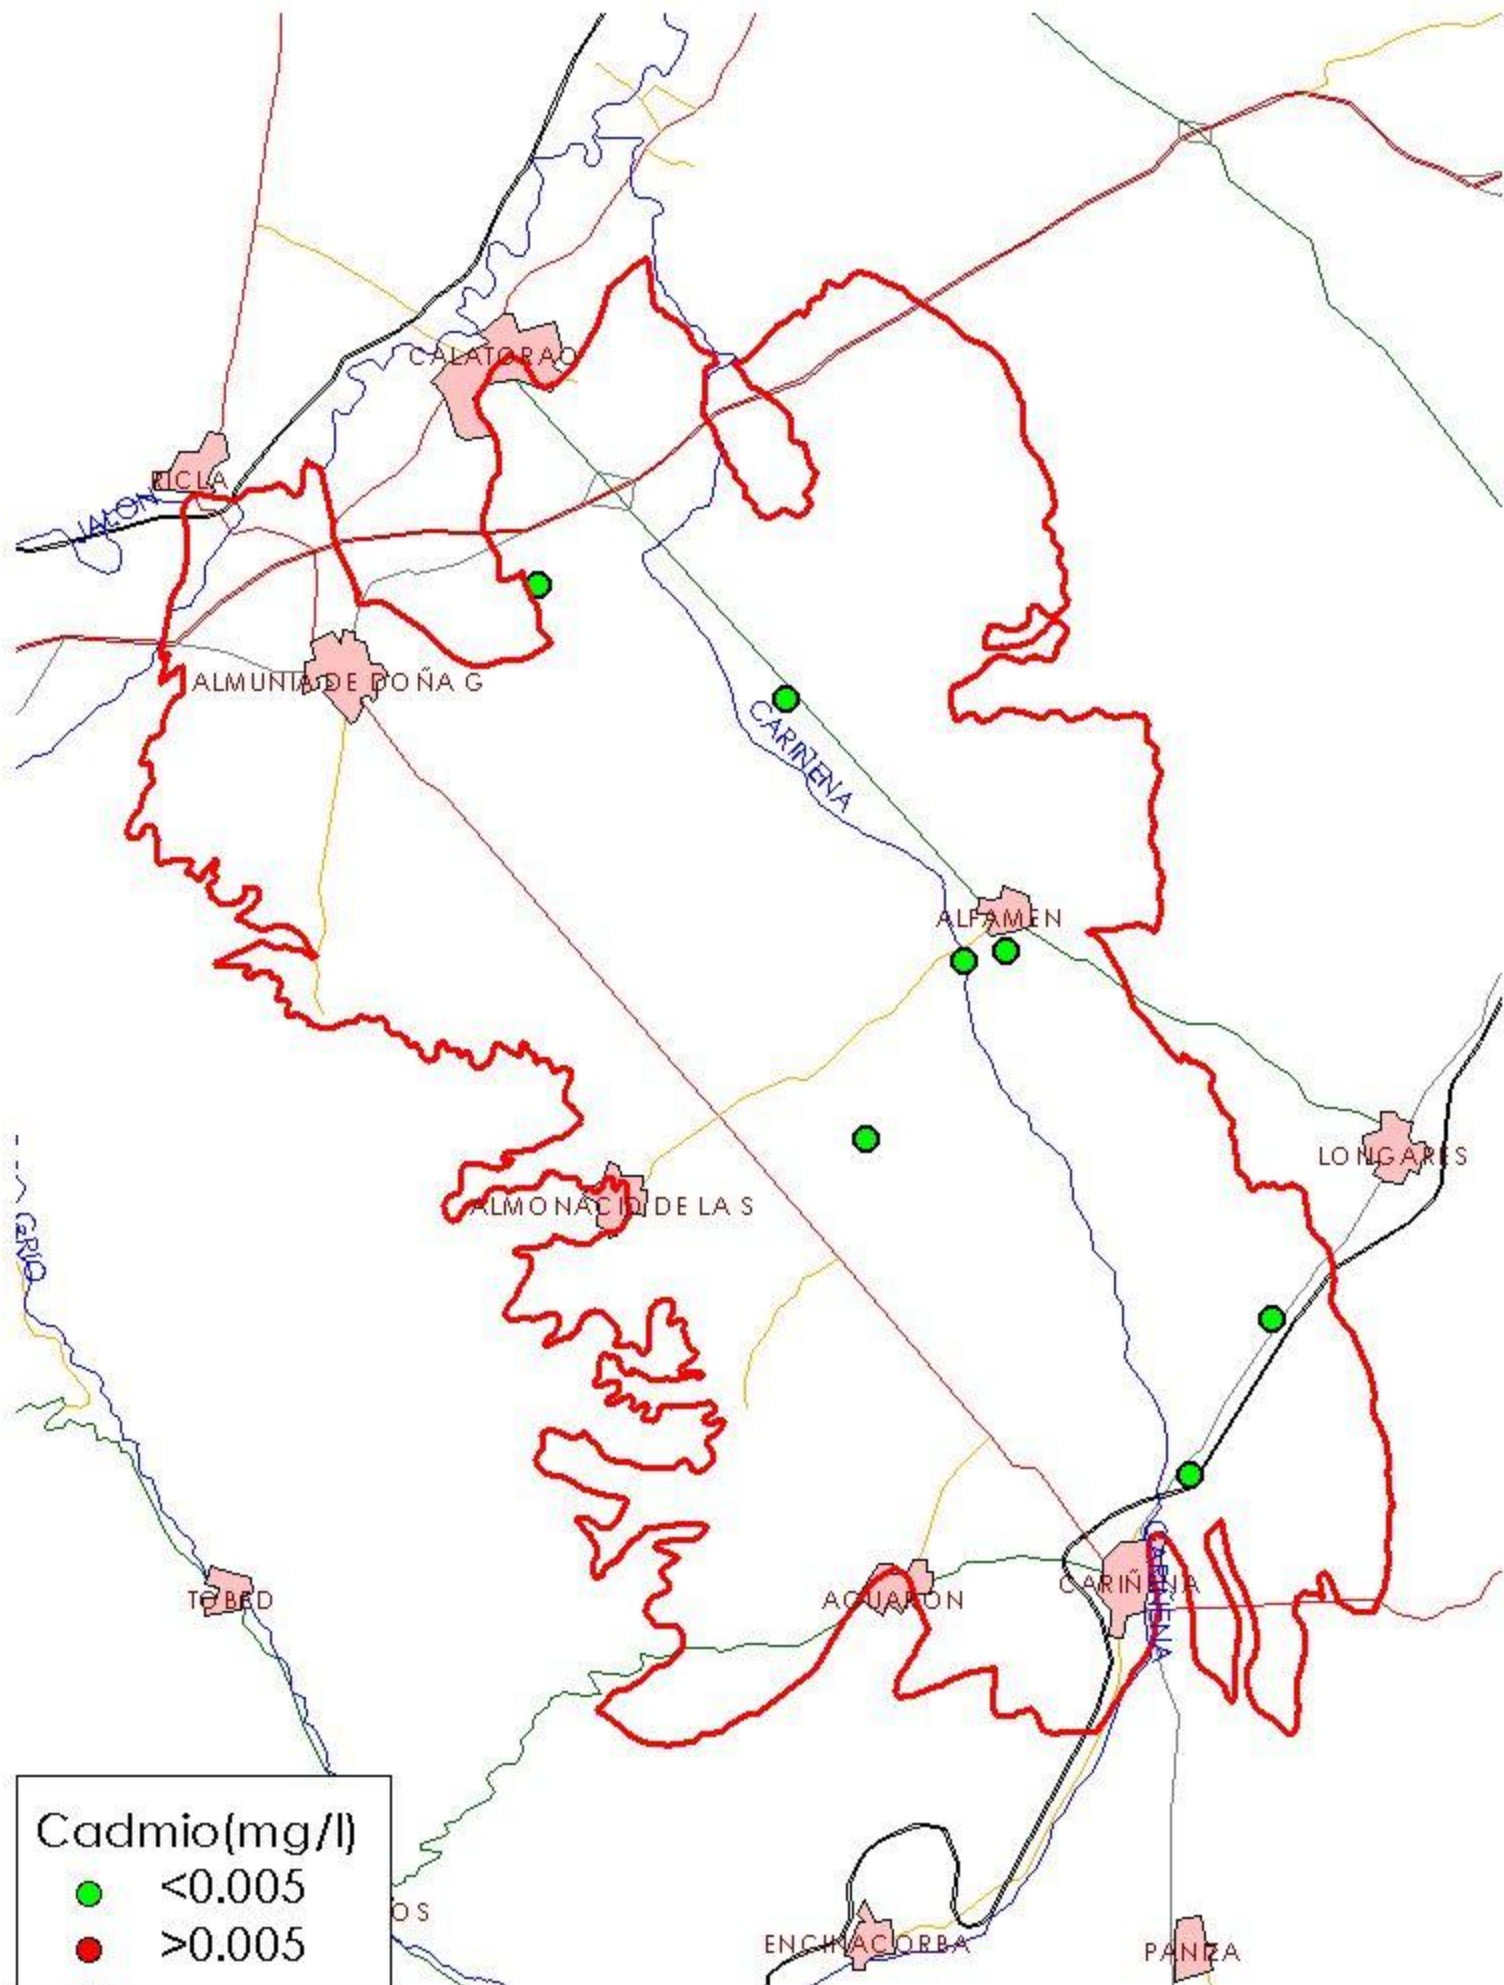 CALATORAO
RICLA
JALON
ALMUNIA DE DOÑA G
CARIÑENA
ALFAMEN
LONGARES
ALMONACID DE LA S
GRIO
TOBED
AGUARON
CARIÑENA
CARIÑENA
Cadmio(mg/l)
<0.005
>0.005
OS
ENCINACORBA
PANIZA